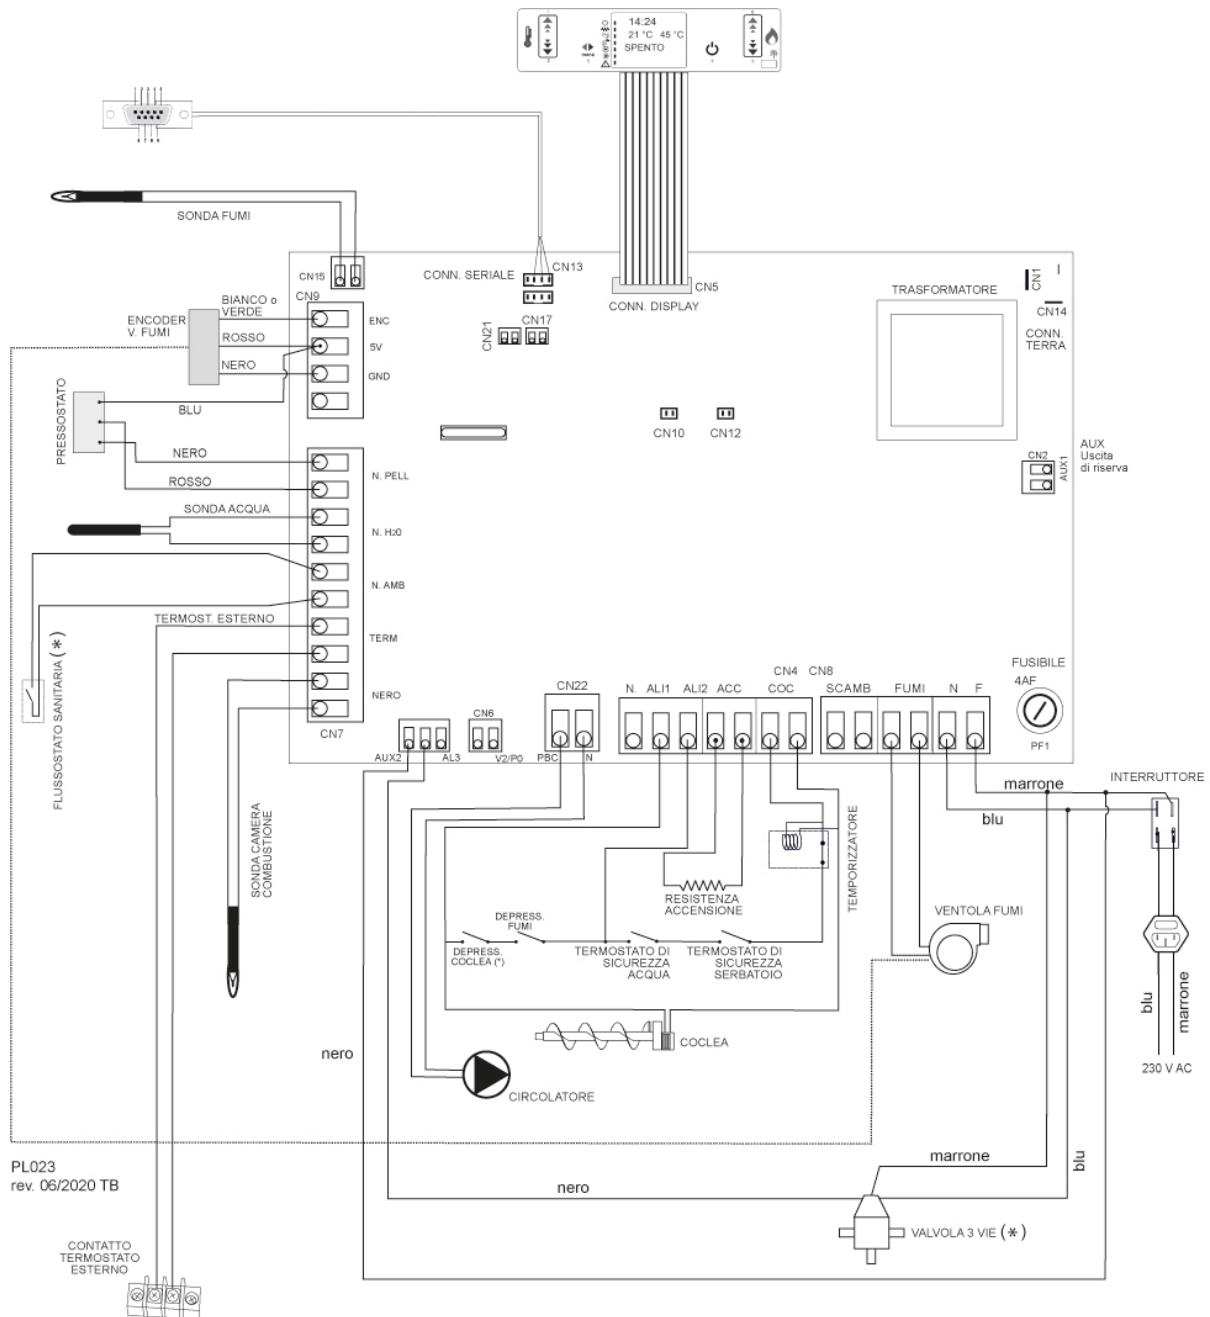 14:24
21 °C 45 °C
SPENTO
SONDA FUMI
CN15
CONN. SERIALE
CN13
CN5
CONN. DISPLAY
CN1
CN14
CONN.
TERRA
TRASFORMATORE
CN9
BIANCO o
VERDE
ENC
ENCODER
V. FUMI
ROSSO
5V
NERO
GND
CN21
CN17
PRESSOSTATO
BLU
CN10
CN12
AUX
Uscita
di riserva
CN2
AUX1
NERO
N. PELL
ROSSO
SONDA ACQUA
N. H20
N. AMB
TERMOST. ESTERNO
TERM
FLUSSOSTATO SANITARIA (*)
NERO
CN7
CN22
CN6
AUX2
AL3
V2/P0
PBC
N
CN4 CN8
N. ALI1 ALI2 ACC COC SCAMB FUMI N F
FUSIBILE
4AF
PF1
INTERRUTTORE
marrone
blu
SONDA CAMERA
COMBUSTIONE
TEMPORIZZATORE
RESISTENZA
ACCENSIONE
VENTOLA FUMI
DEPRESS.
FUMI
DEPRESS.
COCLEA (*)
TERMOSTATO DI
SICUREZZA
ACQUA
TERMOSTATO DI
SICUREZZA
SERBATOIO
COCLEA
nero
CIRCOLATORE
blu
marrone
230 V AC
PL023
rev. 06/2020 TB
marrone
blu
nero
VALVOLA 3 VIE (*)
CONTATTO
TERMOSTATO
ESTERNO